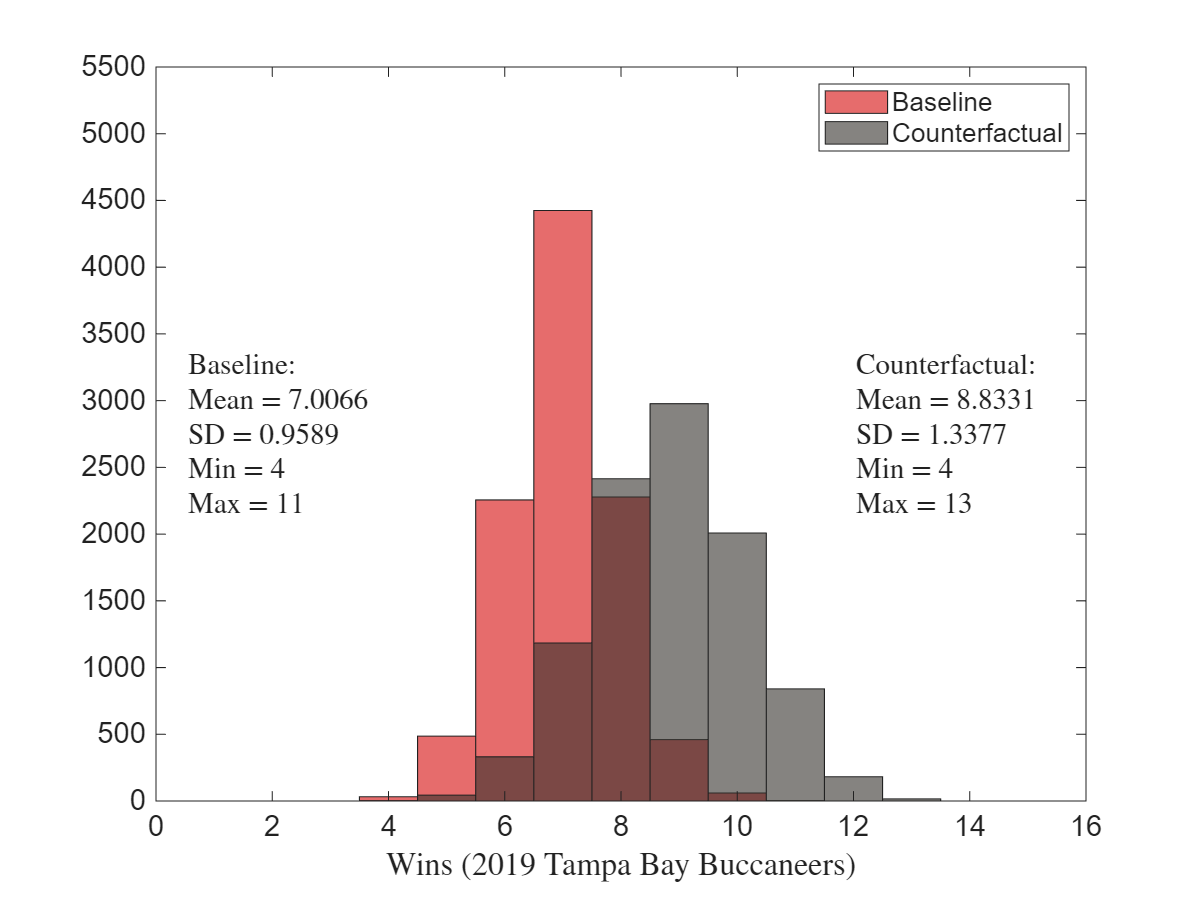 5500
5000
4500
4000
3500
3000
2500
2000
1500
1000
500
0
Baseline
Counterfactual
Baseline:
Mean = 7.0066
SD = 0.9589
Min = 4
Max = 11
Counterfactual:
Mean = 8.8331
SD = 1.3377
Min = 4
Max = 13
0 2 4 6 8 10 12 14 16
Wins (2019 Tampa Bay Buccaneers)